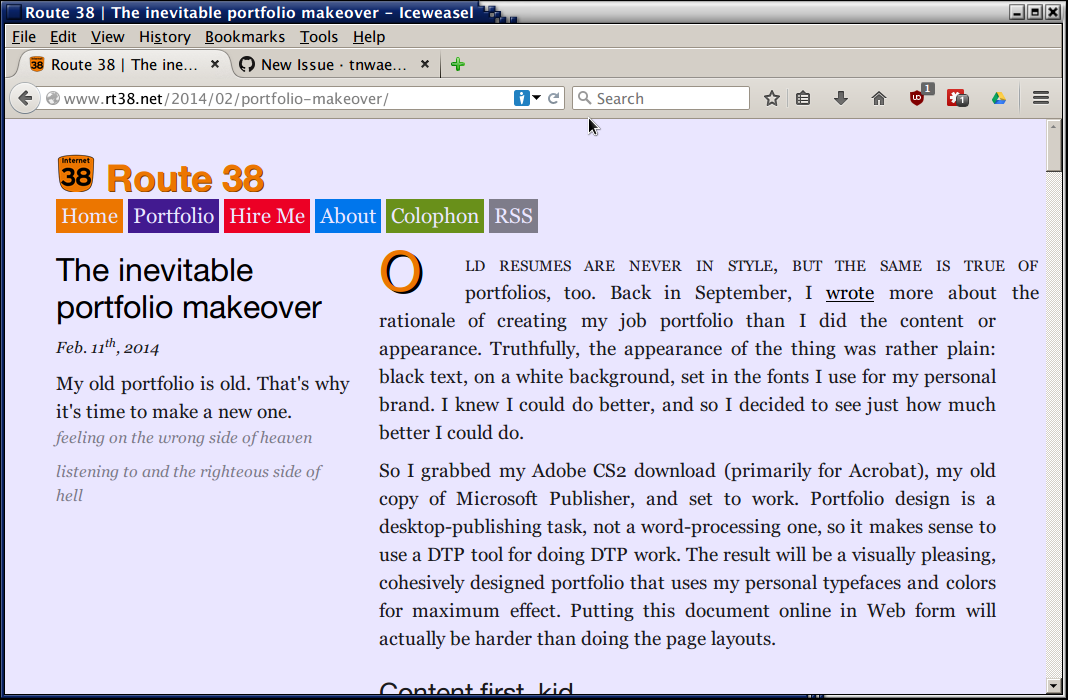 Route 38 | The inevitable portfolio makeover - Iceweasel
File Edit View History Bookmarks Tools Help
38 Route 38 | The ine... × New Issue · tnwae... ×
www.rt38.net/2014/02/portfolio-makeover/ Search 1 1
Internet
38 Route 38
Home Portfolio Hire Me About Colophon RSS
The inevitable
portfolio makeover
Feb. 11th, 2014
My old portfolio is old. That's why
it's time to make a new one.
feeling on the wrong side of heaven
listening to and the righteous side of
hell
OLD RESUMES ARE NEVER IN STYLE, BUT THE SAME IS TRUE OF
portfolios, too. Back in September, I wrote more about the
rationale of creating my job portfolio than I did the content or
appearance. Truthfully, the appearance of the thing was rather plain:
black text, on a white background, set in the fonts I use for my personal
brand. I knew I could do better, and so I decided to see just how much
better I could do.
So I grabbed my Adobe CS2 download (primarily for Acrobat), my old
copy of Microsoft Publisher, and set to work. Portfolio design is a
desktop-publishing task, not a word-processing one, so it makes sense to
use a DTP tool for doing DTP work. The result will be a visually pleasing,
cohesively designed portfolio that uses my personal typefaces and colors
for maximum effect. Putting this document online in Web form will
actually be harder than doing the page layouts.
Content first, kid